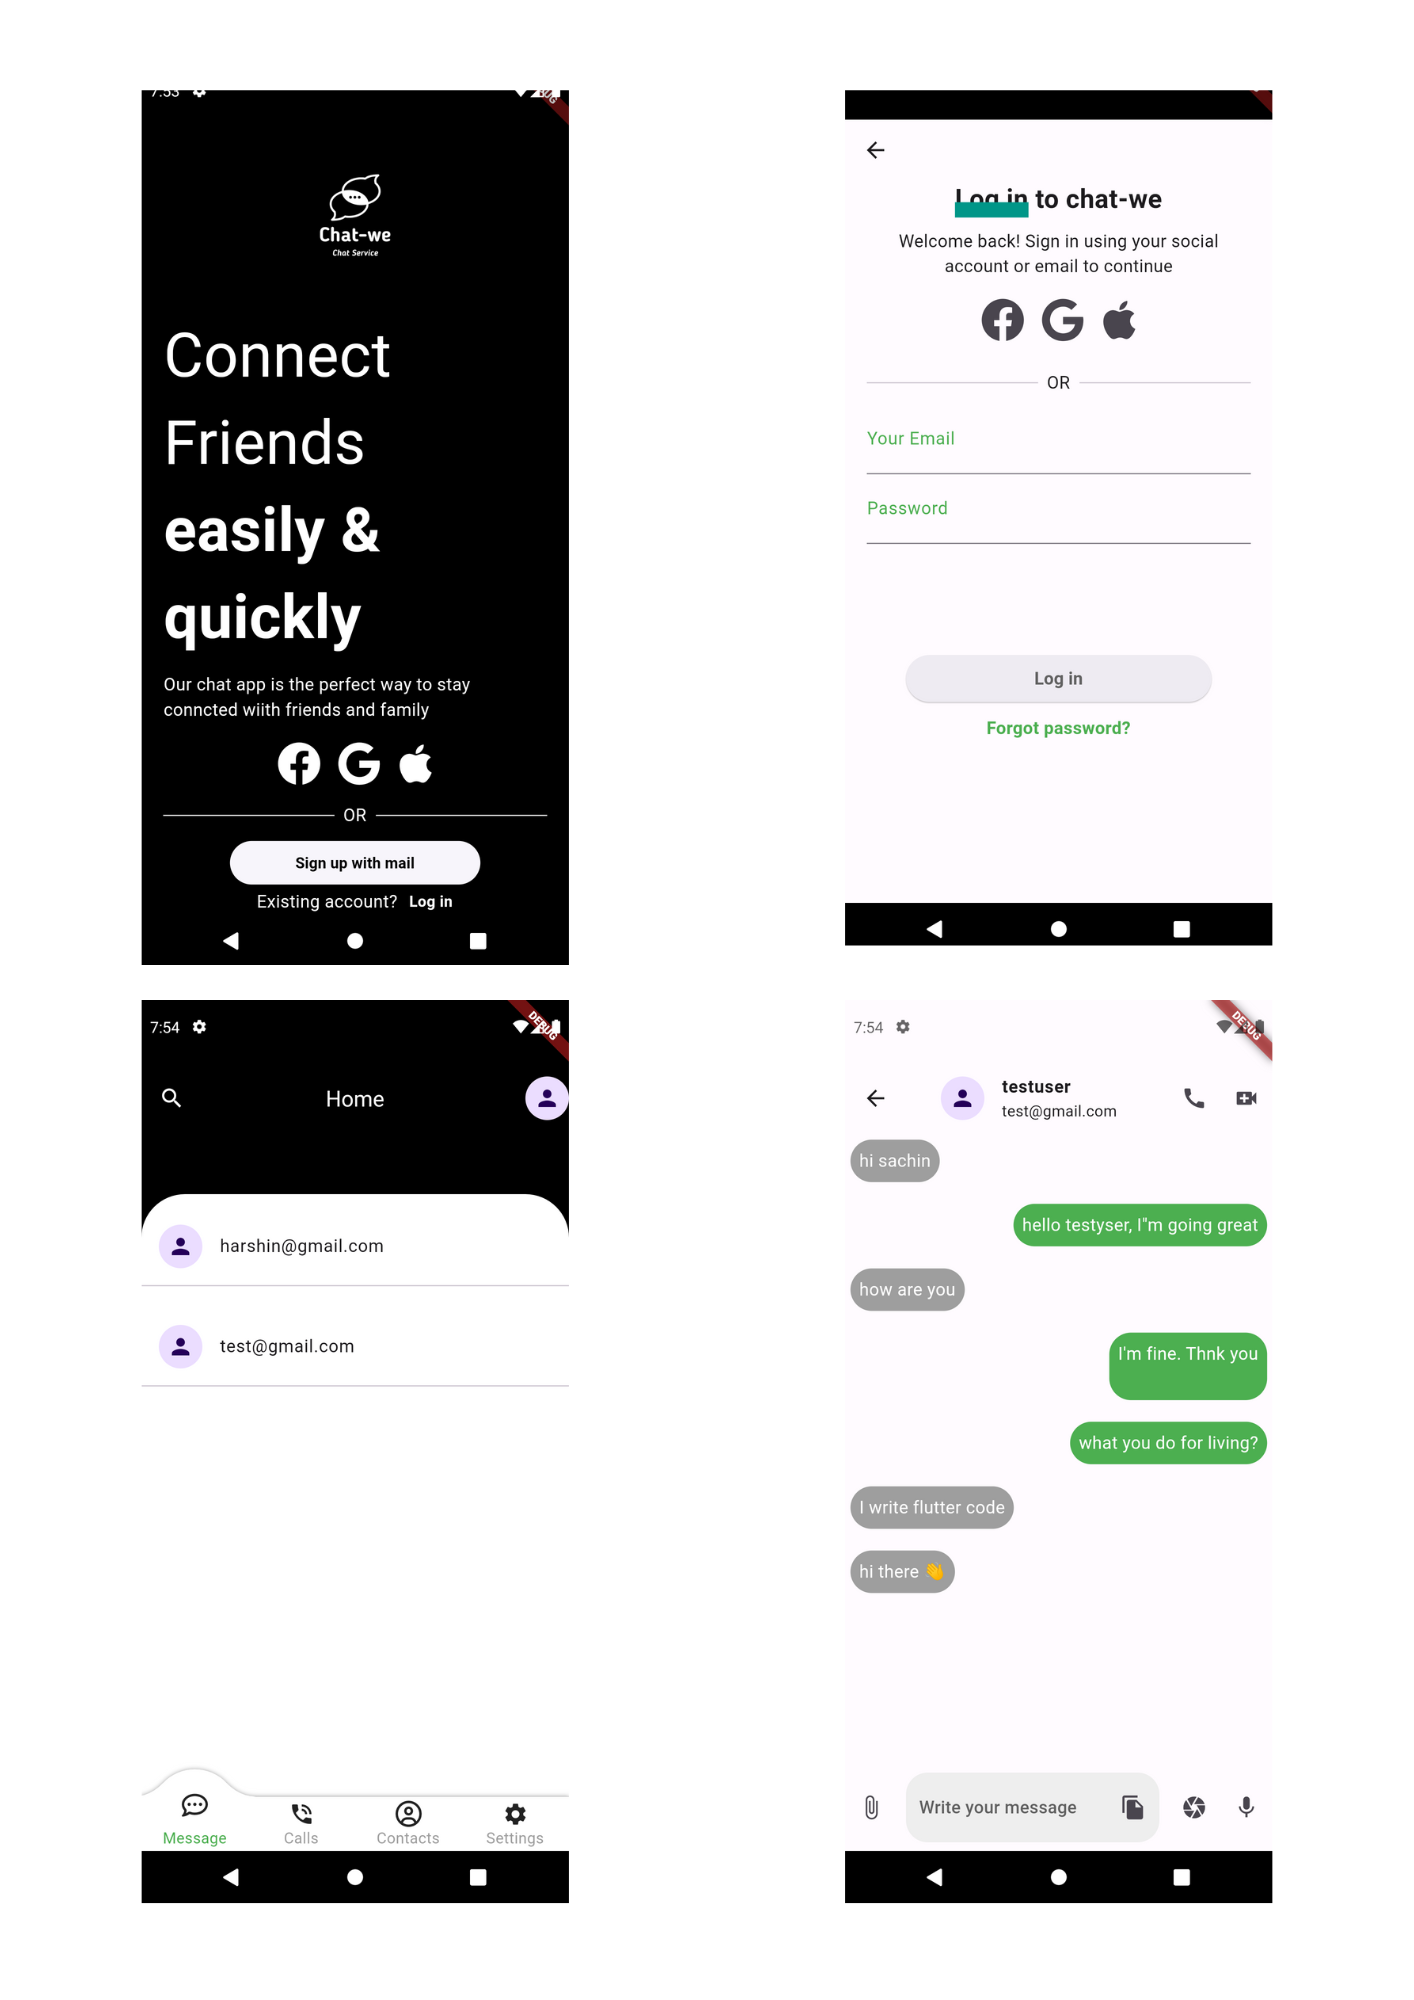 7:53
UG
Chat-we
Chat Service
Connect
Friends
easily &
quickly
Our chat app is the perfect way to stay
conncted wiith friends and family
OR
Sign up with mail
Existing account? Log in
Log in to chat-we
Welcome back! Sign in using your social
account or email to continue
OR
Your Email
Password
Log in
Forgot password?
7:54
DEBUG
Home
harshin@gmail.com
test@gmail.com
Message
Calls
Contacts
Settings
7:54
DEBUG
testuser
test@gmail.com
hi sachin
hello testyser, I"m going great
how are you
I'm fine. Thnk you
what you do for living?
I write flutter code
hi there 👋
Write your message